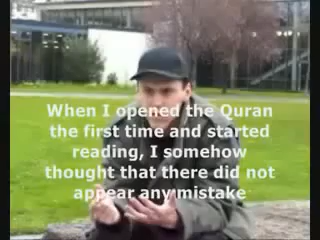 When I opened the Quran
the first time and started
reading, I somehow
thought that there did not
appear any mistake